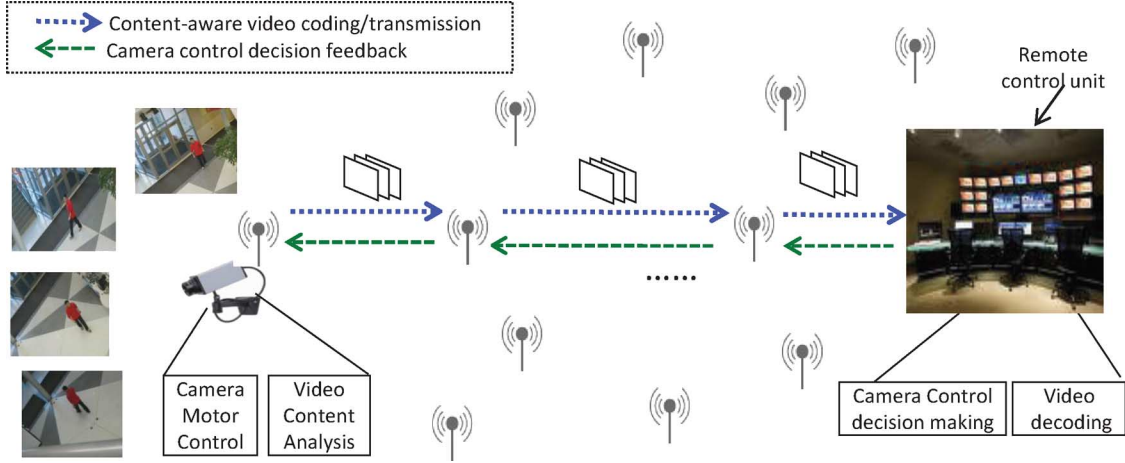 Content-aware video coding/transmission
Camera control decision feedback
Remote
control unit
......
Camera
Motor
Control
Video
Content
Analysis
Camera Control
decision making
Video
decoding